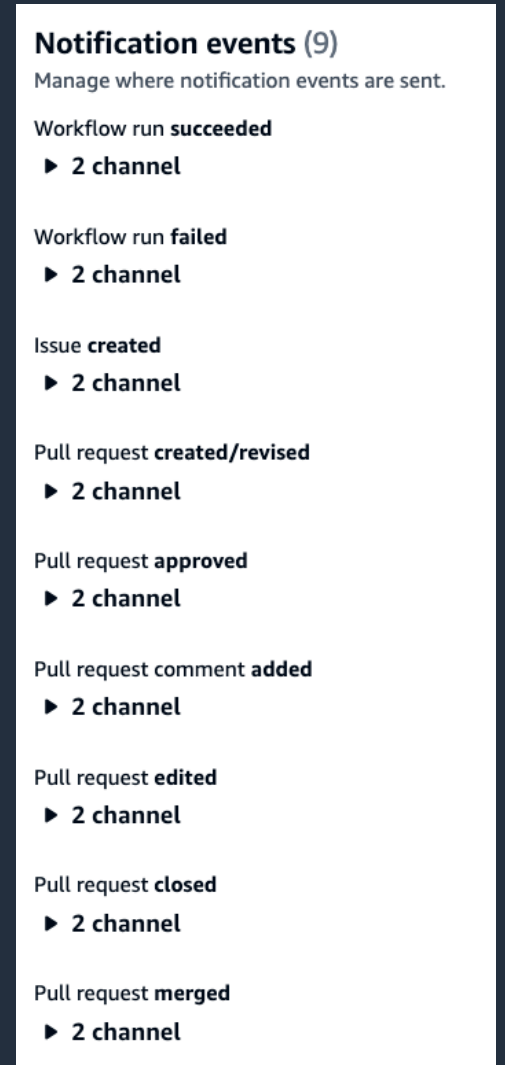 Notification events (9)
Manage where notification events are sent.
Workflow run succeeded
2 channel
Workflow run failed
2 channel
Issue created
2 channel
Pull request created/revised
2 channel
Pull request approved
2 channel
Pull request comment added
2 channel
Pull request edited
2 channel
Pull request closed
2 channel
Pull request merged
2 channel